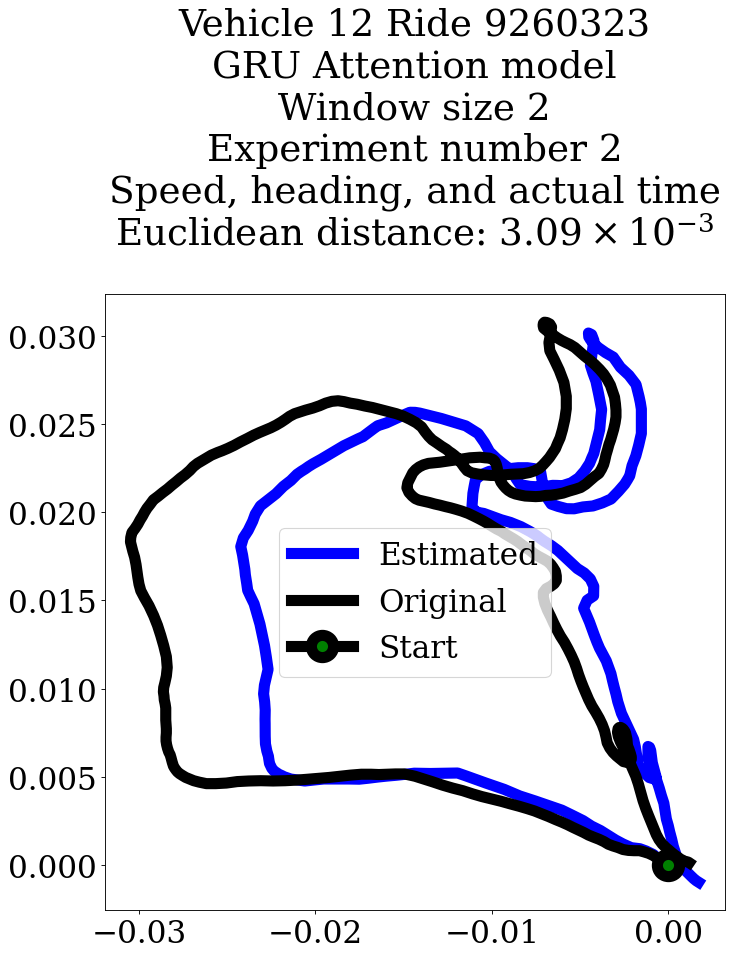 Vehicle 12 Ride 9260323
GRU Attention model
Window size 2
Experiment number 2
Speed, heading, and actual time
Euclidean distance: 3.09 × 10⁻³
0.030
0.025
0.020
0.015
0.010
0.005
0.000
Estimated
Original
Start
−0.03 −0.02 −0.01 0.00